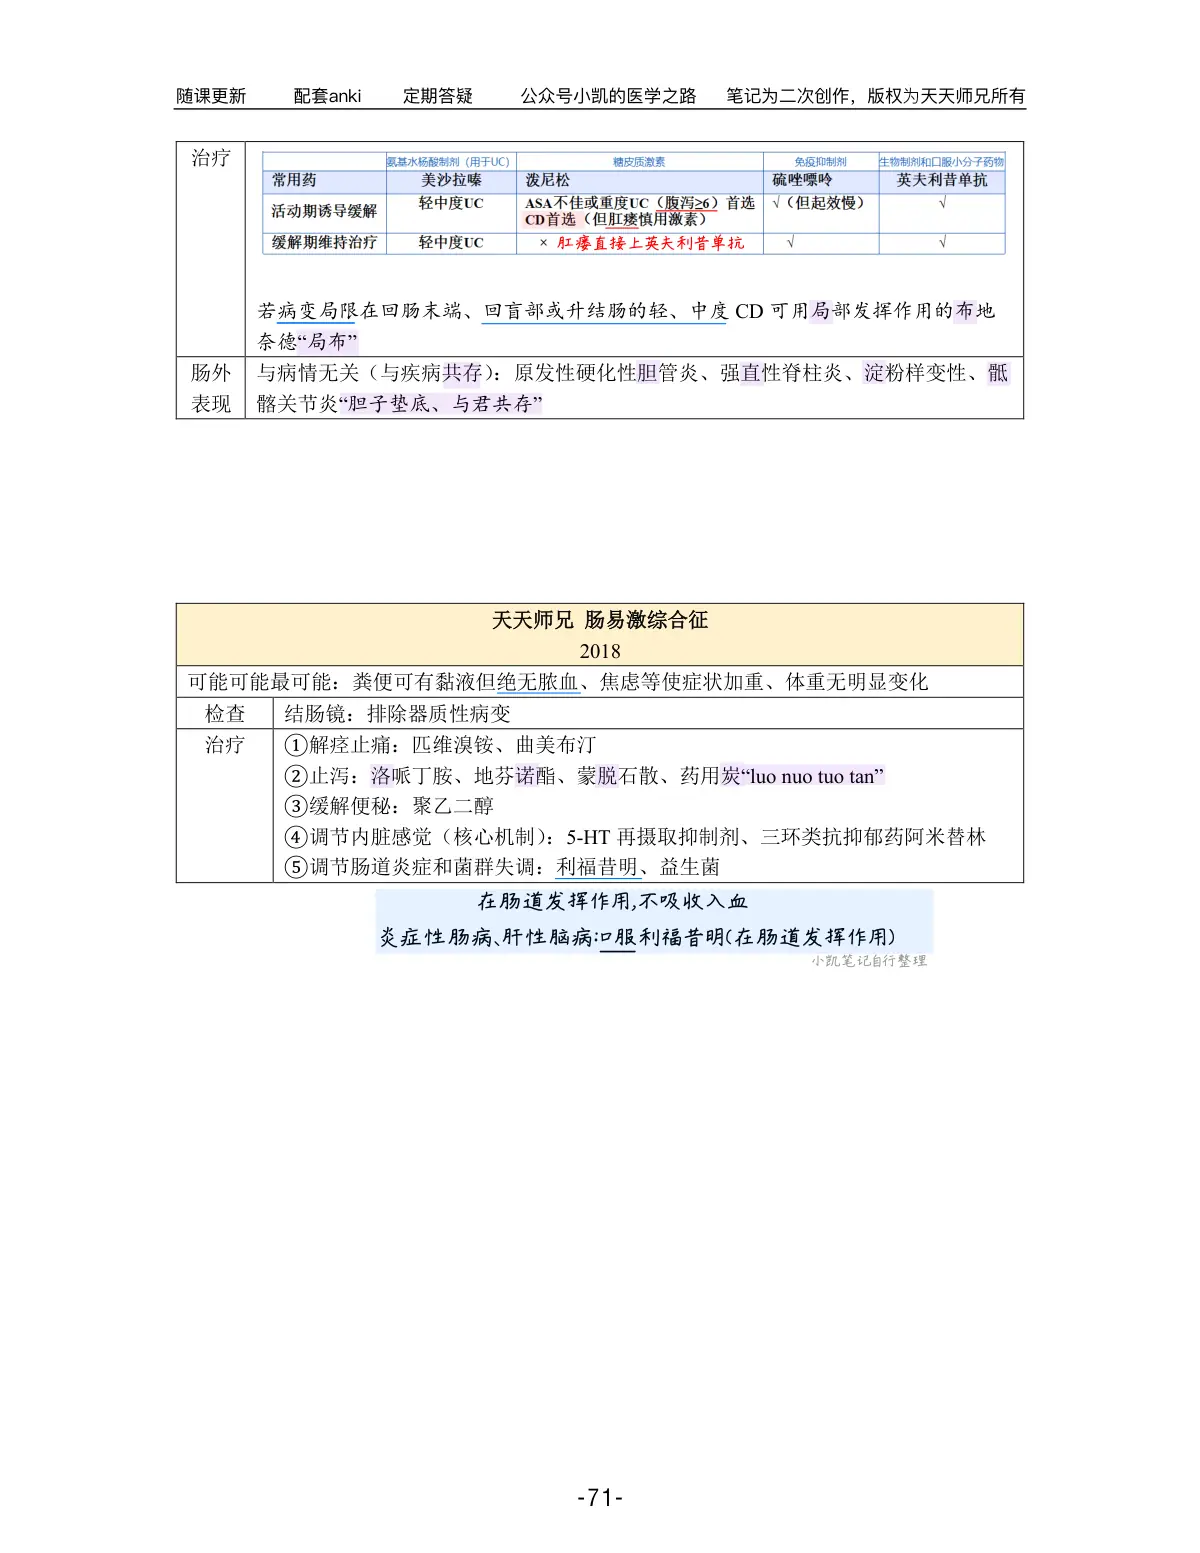 随课更新 配套anki 定期答疑 公众号小凯的医学之路 笔记为二次创作，版权为天天师兄所有
治疗
氨基水杨酸制剂（用于UC） 糖皮质激素 免疫抑制剂 生物制剂和口服小分子药物
常用药 美沙拉嗪 泼尼松 硫唑嘌呤 英夫利昔单抗
活动期诱导缓解 轻中度UC ASA不佳或重度UC（腹泻≥6）首选 √（但起效慢） √
CD首选（但肛瘘慎用激素）
缓解期维持治疗 轻中度UC × 肛瘘直接上英夫利昔单抗 √ √
若病变局限在回肠末端、回盲部或升结肠的轻、中度 CD 可用局部发挥作用的布地
奈德“局布”
肠外 与病情无关（与疾病共存）：原发性硬化性胆管炎、强直性脊柱炎、淀粉样变性、骶
表现 髂关节炎“胆子垫底、与君共存”
天天师兄 肠易激综合征
2018
可能可能最可能：粪便可有黏液但绝无脓血、焦虑等使症状加重、体重无明显变化
检查 结肠镜：排除器质性病变
治疗 ①解痉止痛：匹维溴铵、曲美布汀
②止泻：洛哌丁胺、地芬诺酯、蒙脱石散、药用炭“luo nuo tuo tan”
③缓解便秘：聚乙二醇
④调节内脏感觉（核心机制）：5-HT 再摄取抑制剂、三环类抗抑郁药阿米替林
⑤调节肠道炎症和菌群失调：利福昔明、益生菌
在肠道发挥作用,不吸收入血
炎症性肠病、肝性脑病:口服利福昔明(在肠道发挥作用)
小凯笔记自行整理
-71-